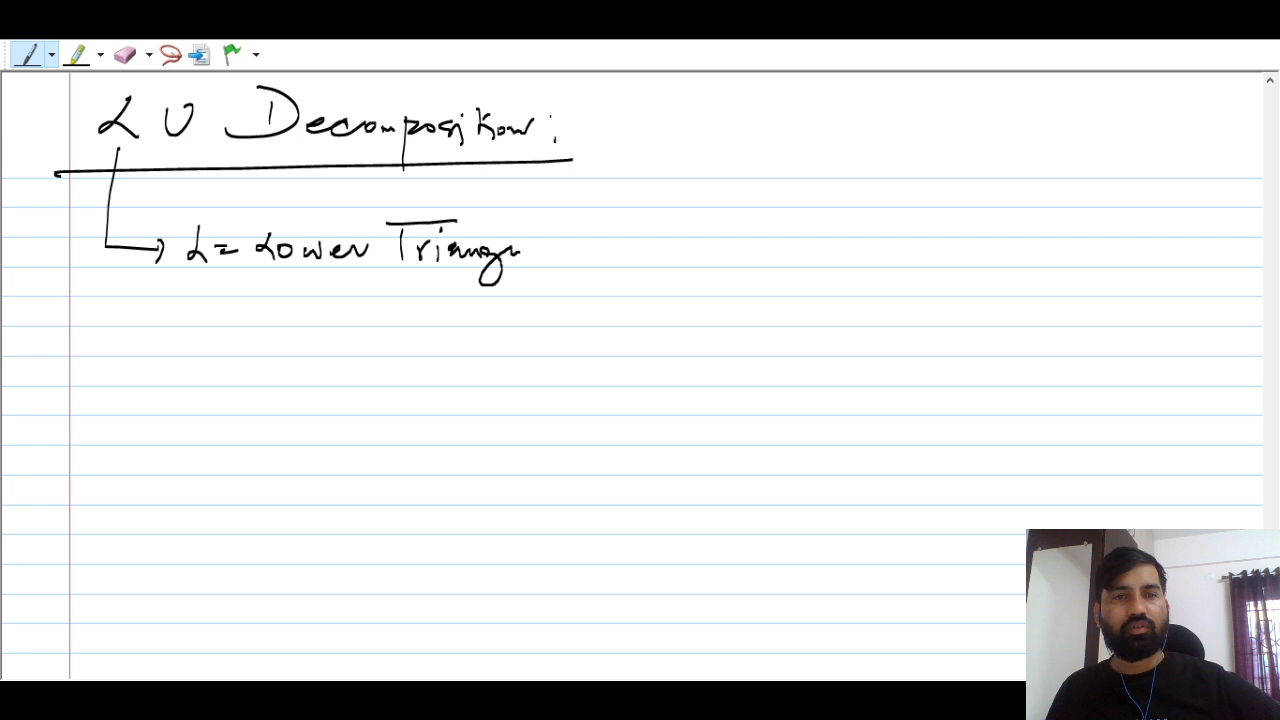 LU Decomposition:
L = Lower Triang